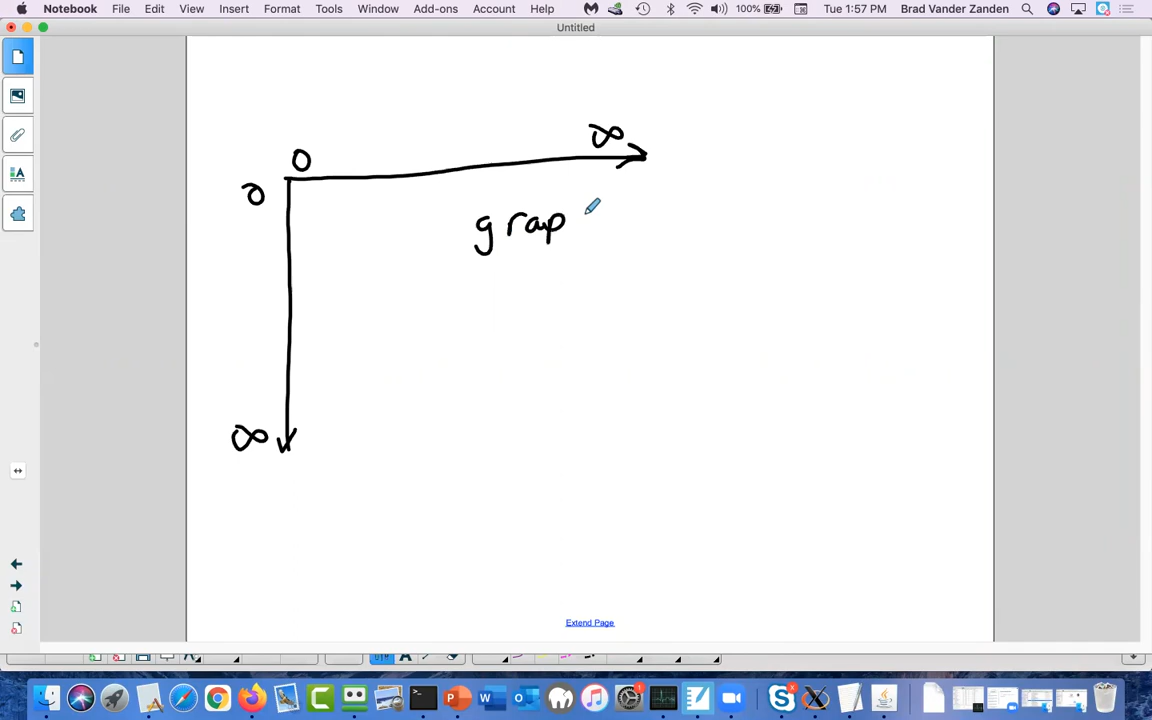 Notebook File Edit View Insert Format Tools Window Add-ons Account Help 100% Tue 1:57 PM Brad Vander Zanden
Untitled
∞
0
0
grap
∞
Extend Page